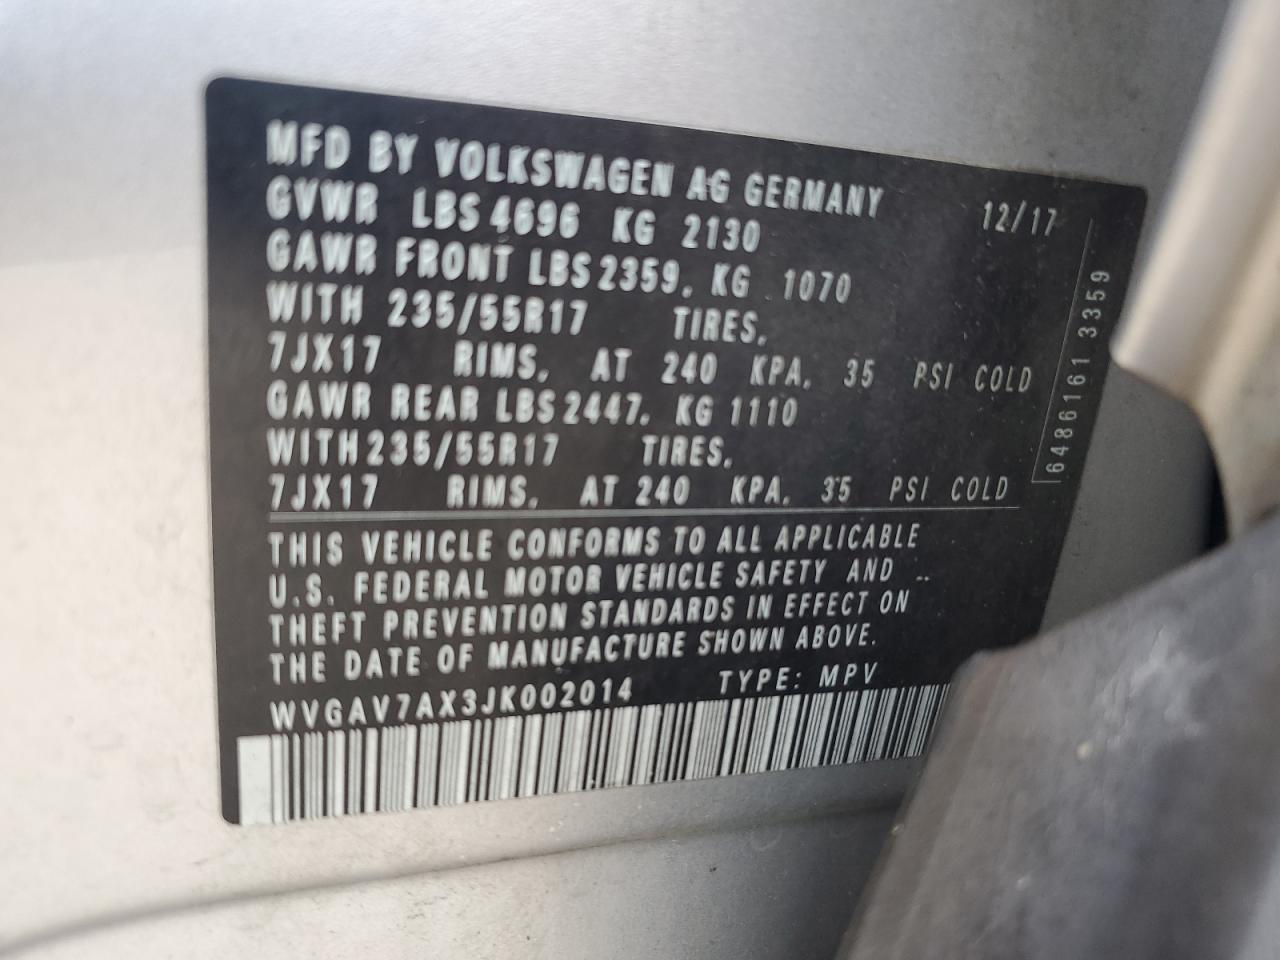 MFD BY VOLKSWAGEN AG GERMANY 12/17
GVWR LBS 4696 KG 2130
GAWR FRONT LBS 2359, KG 1070
WITH 235/55R17 TIRES,
7JX17 RIMS, AT 240 KPA, 35 PSI COLD
GAWR REAR LBS 2447, KG 1110
WITH 235/55R17 TIRES,
7JX17 RIMS, AT 240 KPA, 35 PSI COLD
THIS VEHICLE CONFORMS TO ALL APPLICABLE
U.S. FEDERAL MOTOR VEHICLE SAFETY AND
THEFT PREVENTION STANDARDS IN EFFECT ON
THE DATE OF MANUFACTURE SHOWN ABOVE.
WVGAV7AX3JK002014 TYPE: MPV
6486161 3359